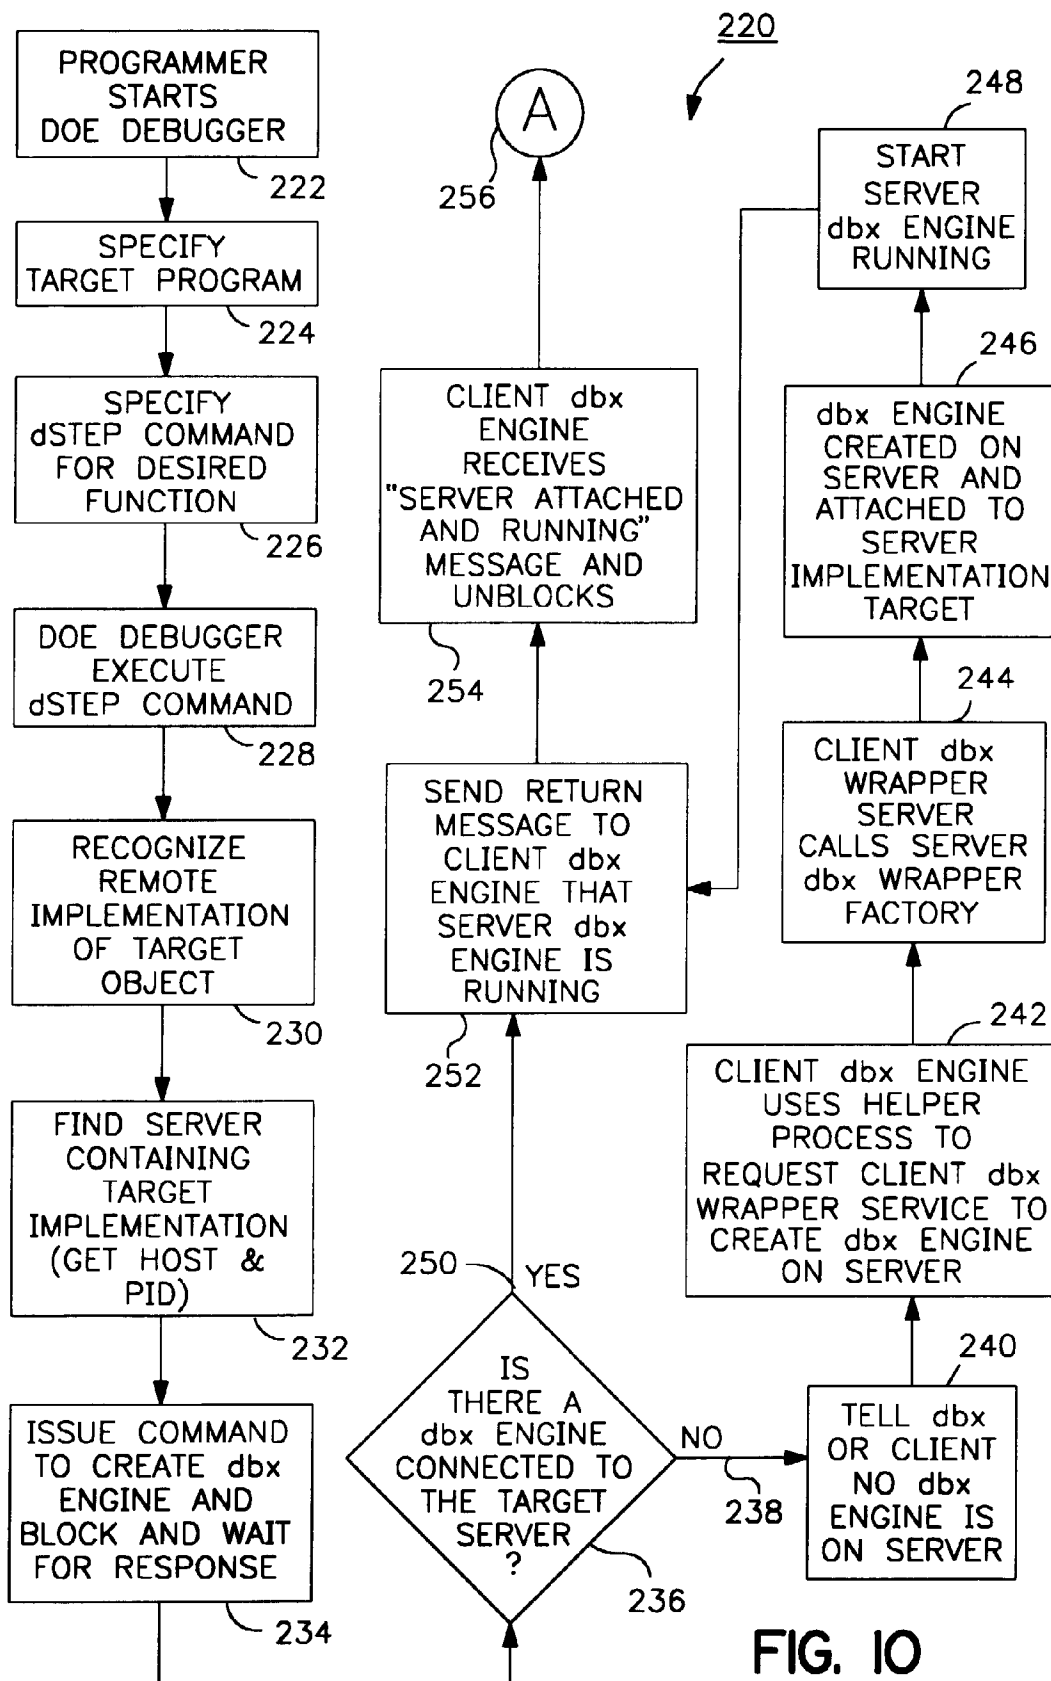 PROGRAMMER
STARTS
DOE DEBUGGER
222
SPECIFY
TARGET PROGRAM
224
SPECIFY
dSTEP COMMAND
FOR DESIRED
FUNCTION
226
DOE DEBUGGER
EXECUTE
dSTEP COMMAND
228
RECOGNIZE
REMOTE
IMPLEMENTATION
OF TARGET
OBJECT
230
FIND SERVER
CONTAINING
TARGET
IMPLEMENTATION
(GET HOST &
PID)
232
ISSUE COMMAND
TO CREATE dbx
ENGINE AND
BLOCK AND WAIT
FOR RESPONSE
234
220
A
256
CLIENT dbx
ENGINE
RECEIVES
"SERVER ATTACHED
AND RUNNING"
MESSAGE AND
UNBLOCKS
254
SEND RETURN
MESSAGE TO
CLIENT dbx
ENGINE THAT
SERVER dbx
ENGINE IS
RUNNING
252
250
YES
IS
THERE A
dbx ENGINE
CONNECTED TO
THE TARGET
SERVER
?
236
NO
238
248
START
SERVER
dbx ENGINE
RUNNING
246
dbx ENGINE
CREATED ON
SERVER AND
ATTACHED TO
SERVER
IMPLEMENTATION
TARGET
244
CLIENT dbx
WRAPPER
SERVER
CALLS SERVER
dbx WRAPPER
FACTORY
242
CLIENT dbx ENGINE
USES HELPER
PROCESS TO
REQUEST CLIENT dbx
WRAPPER SERVICE TO
CREATE dbx ENGINE
ON SERVER
240
TELL dbx
OR CLIENT
NO dbx
ENGINE IS
ON SERVER
FIG. 10